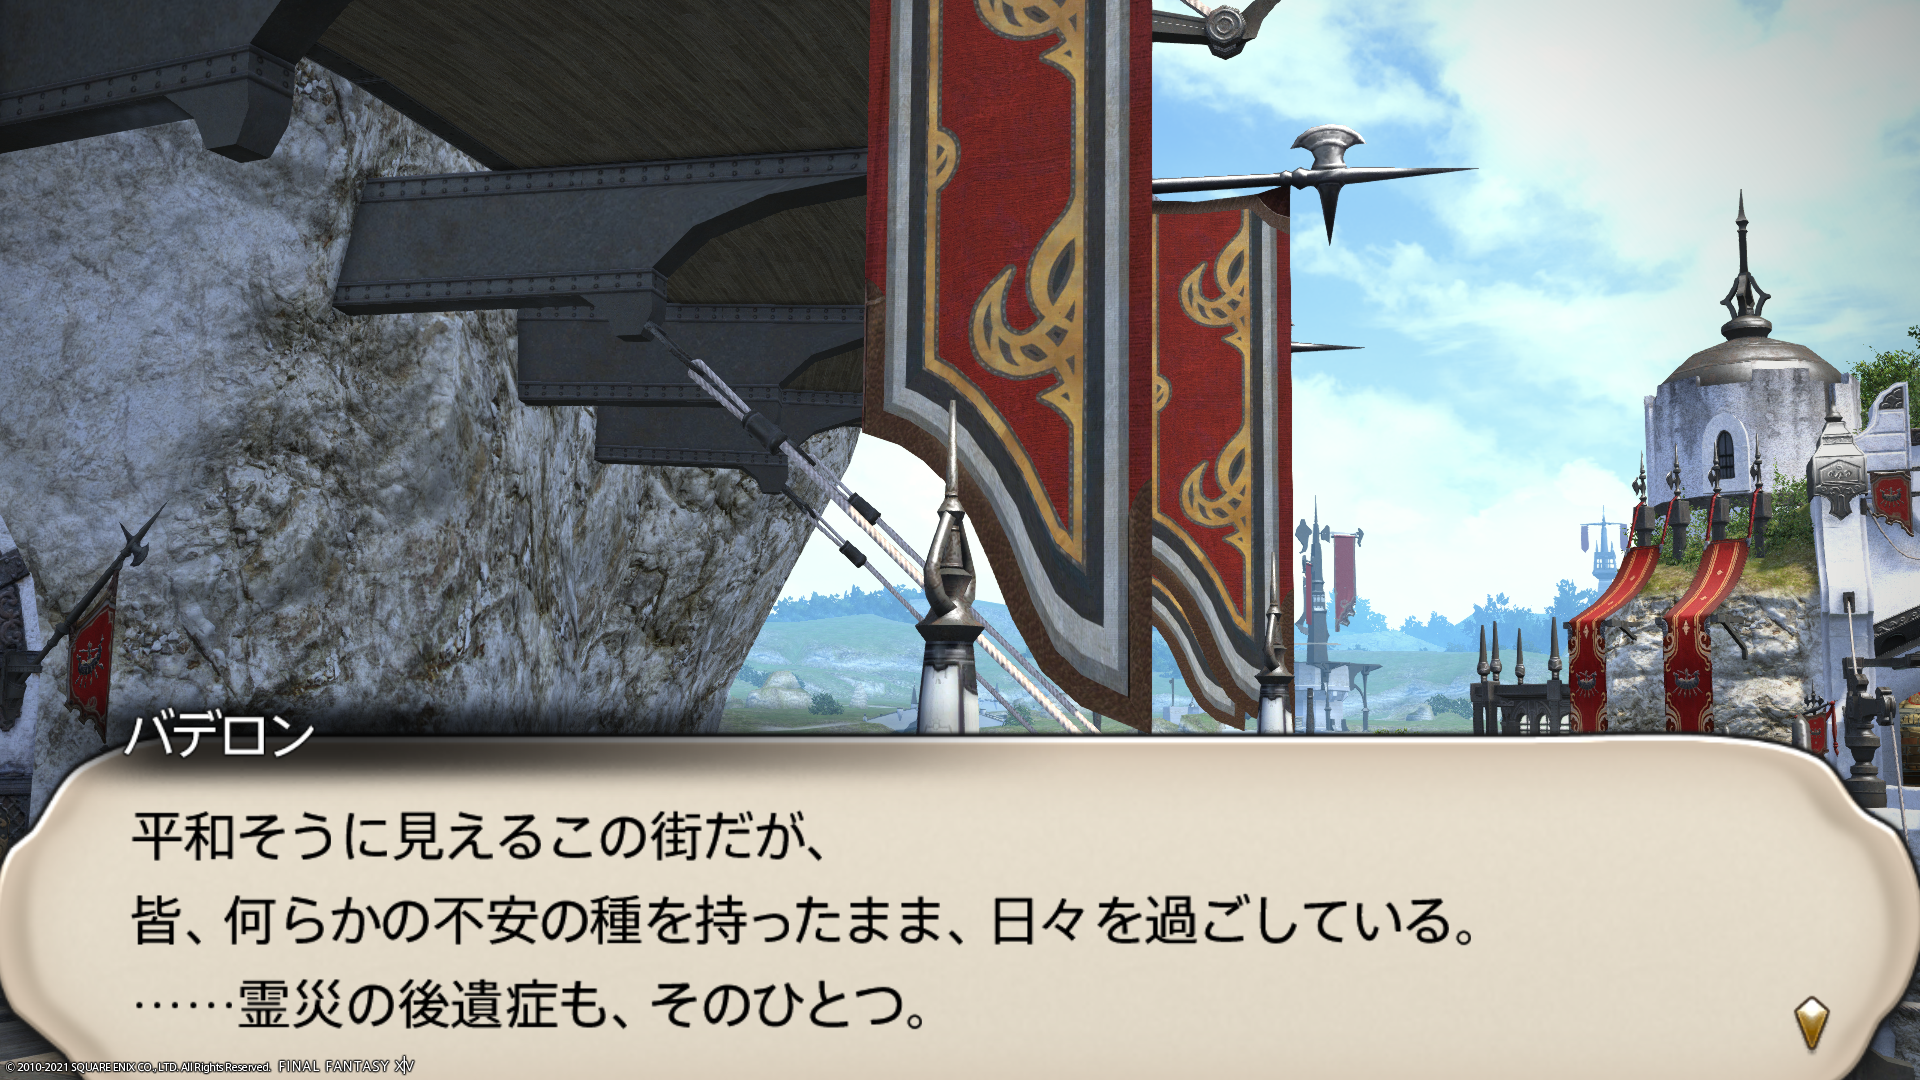 バデロン
平和そうに見えるこの街だが、
皆、何らかの不安の種を持ったまま、日々を過ごしている。
……霊災の後遺症も、そのひとつ。
© 2010-2021 SQUARE ENIX CO., LTD. All Rights Reserved. FINAL FANTASY XIV